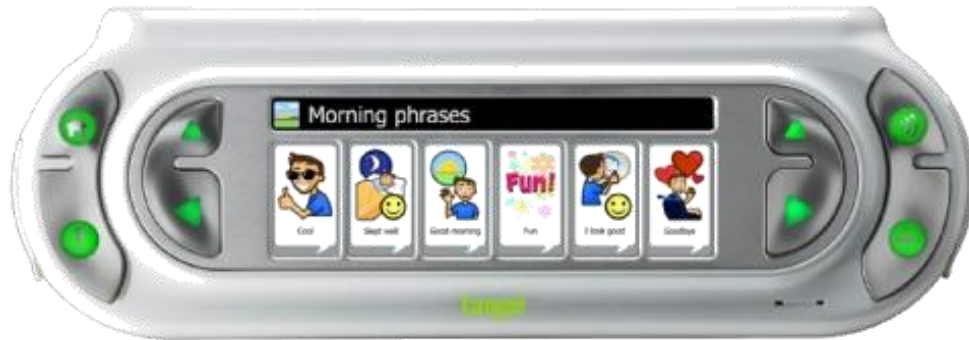 Morning phrases
Fun!
Cool
Slept well
Good morning
Fun
I look good
Goodbye
tango!